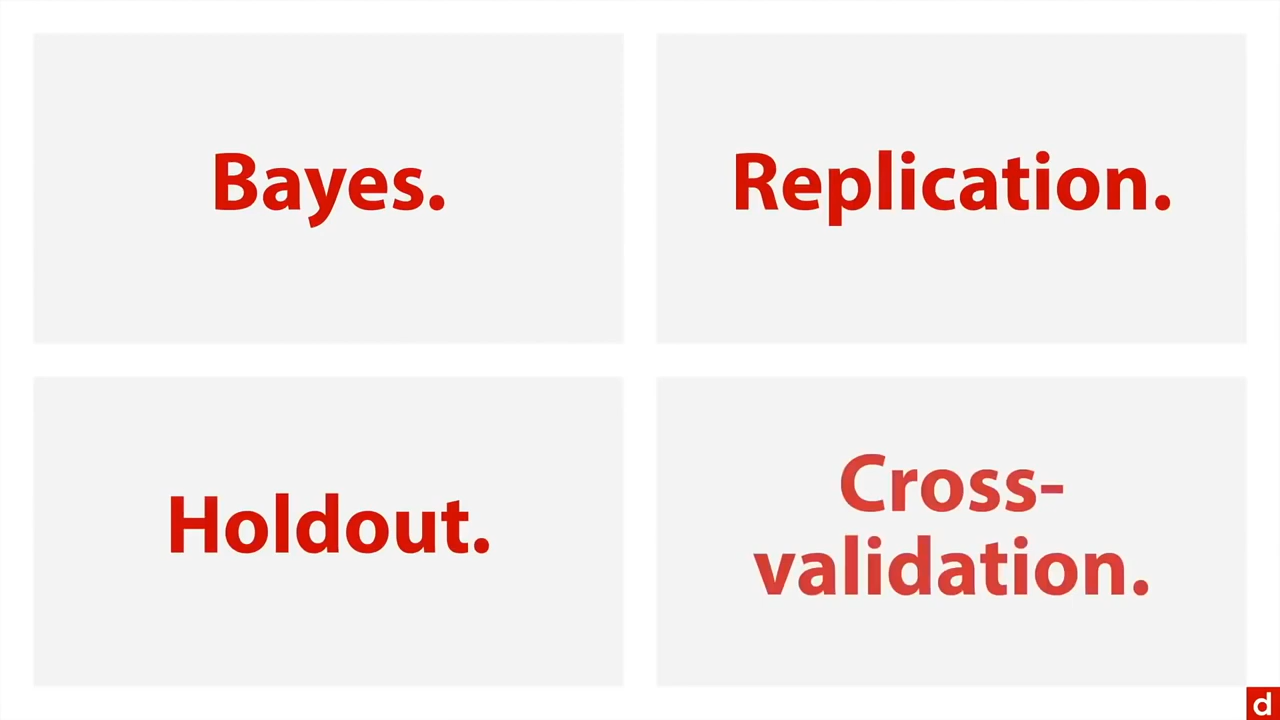 Bayes.
Replication.
Holdout.
Cross-
validation.
d